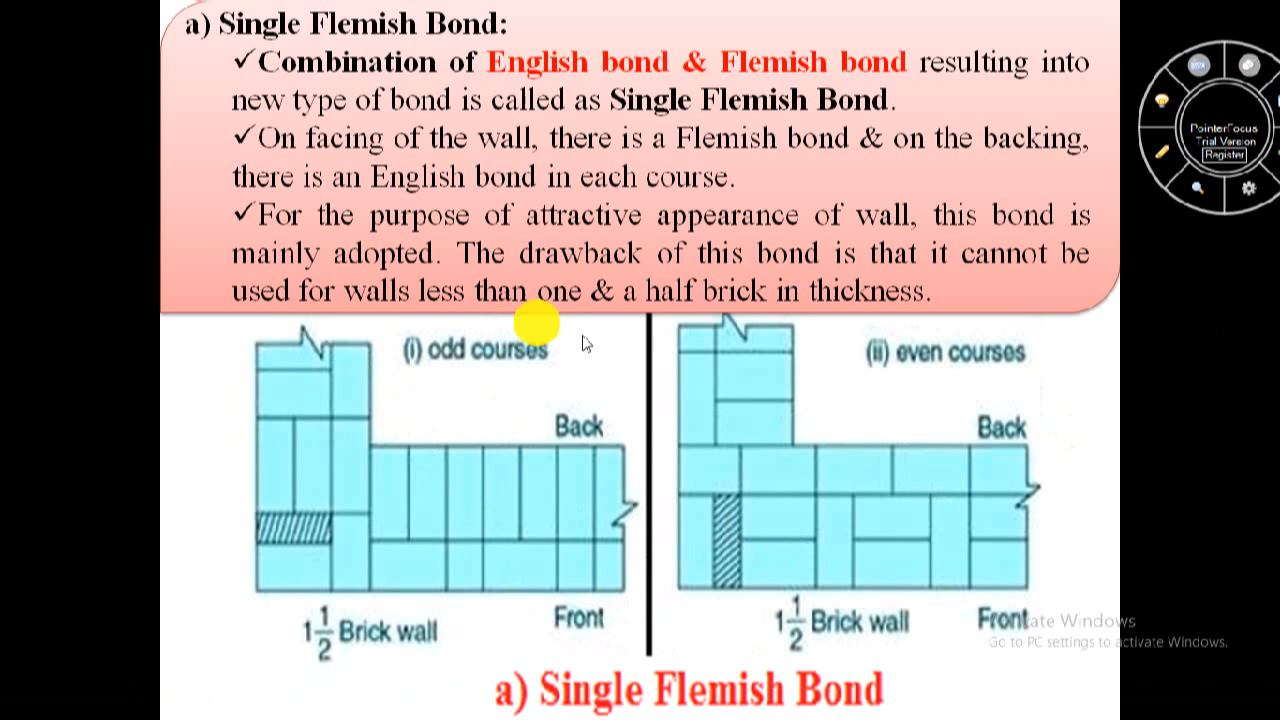 a) Single Flemish Bond:
✓Combination of English bond & Flemish bond resulting into
new type of bond is called as Single Flemish Bond.
✓On facing of the wall, there is a Flemish bond & on the backing,
there is an English bond in each course.
✓For the purpose of attractive appearance of wall, this bond is
mainly adopted. The drawback of this bond is that it cannot be
used for walls less than one & a half brick in thickness.
PointerFocus
Trial Version
Register
(i) odd courses
Back
1 1/2 Brick wall
Front
(ii) even courses
Back
1 1/2 Brick wall
Front
ate Windows
Go to PC settings to activate Windows.
a) Single Flemish Bond